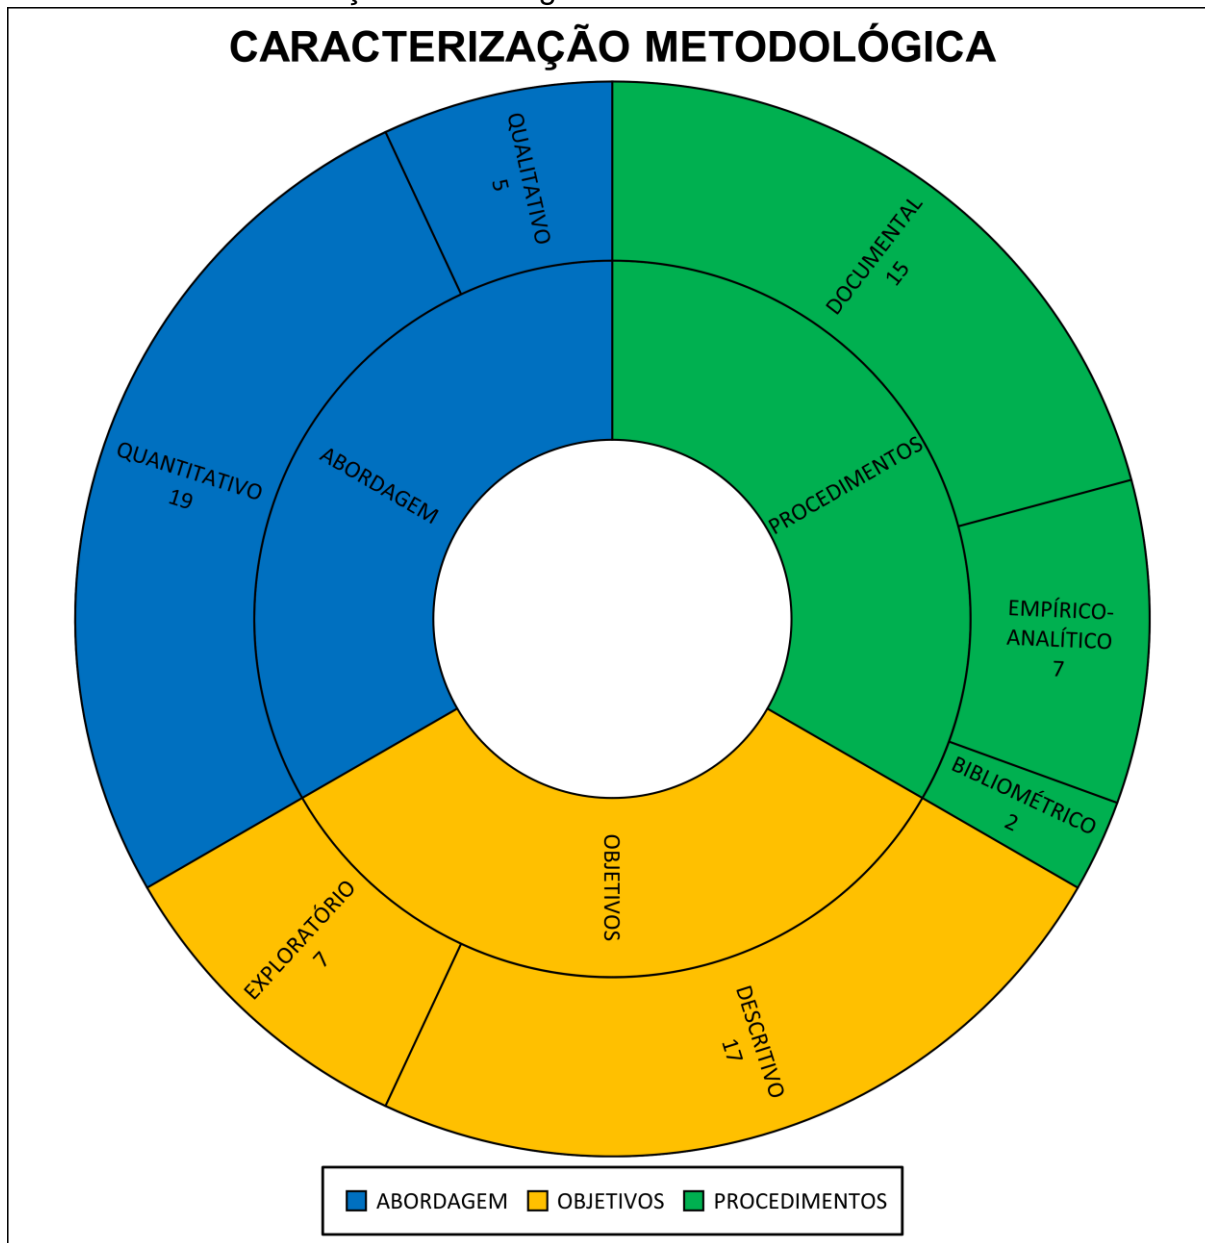 CARACTERIZAÇÃO METODOLÓGICA
QUALITATIVO
5
DOCUMENTAL
15
QUANTITATIVO
19
ABORDAGEM
PROCEDIMENTOS
EMPÍRICO-
ANALÍTICO
7
BIBLIOMÉTRICO
2
OBJETIVOS
EXPLORATÓRIO
7
DESCRITIVO
17
ABORDAGEM OBJETIVOS PROCEDIMENTOS